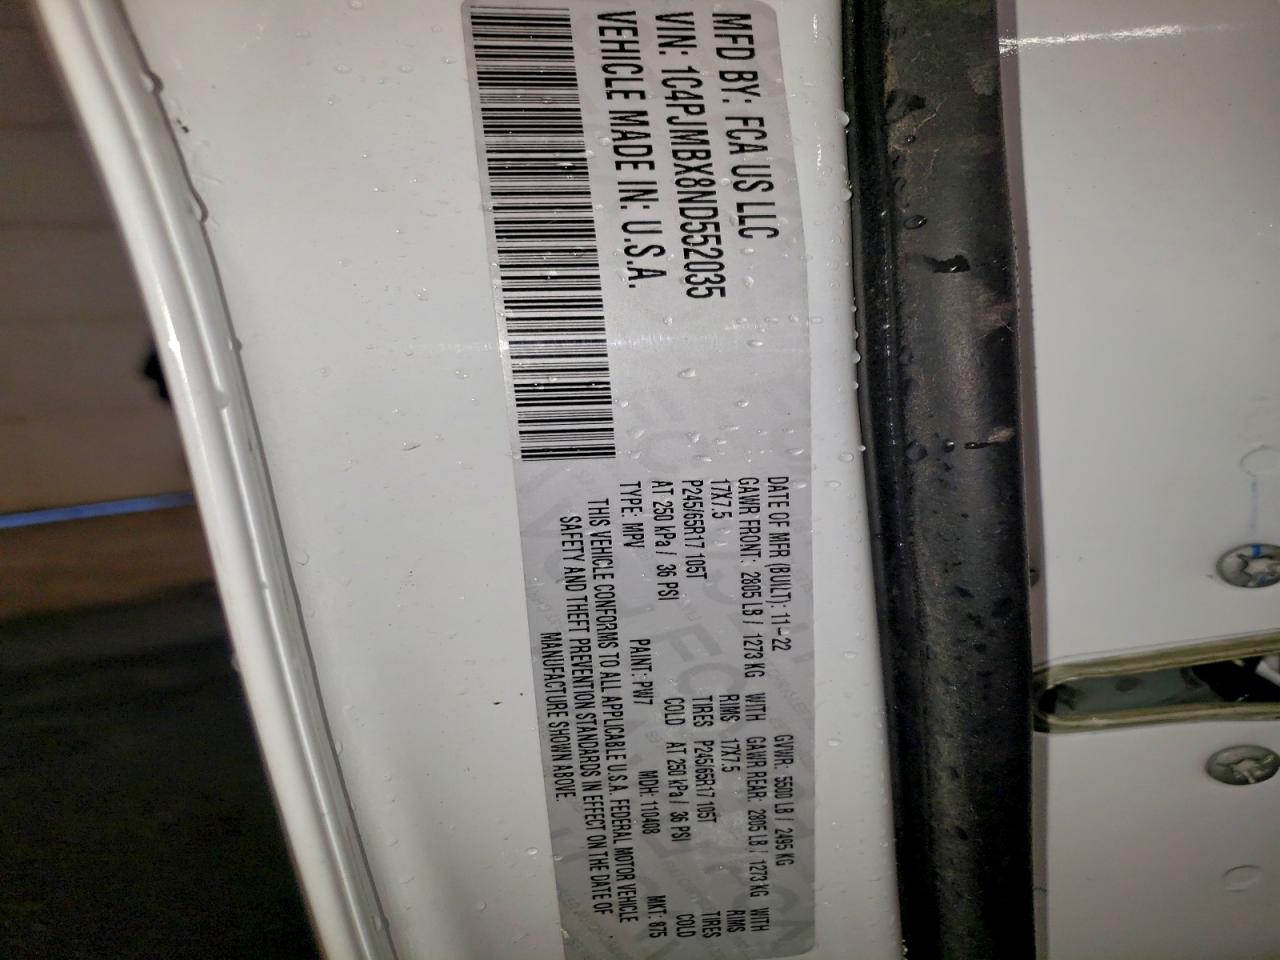 MFD BY: FCA US LLC
VIN: 1C4PJMBX8ND552035
VEHICLE MADE IN: U.S.A.
DATE OF MFR (BUILT): 11-22 GVWR: 5500 LB / 2495 KG
GAWR FRONT: 2805 LB / 1273 KG WITH GAWR REAR: 2805 LB / 1273 KG WITH
17X7.5 RIMS 17X7.5 RIMS
P245/65R17 105T TIRES P245/65R17 105T TIRES
AT 250 kPa / 36 PSI COLD AT 250 kPa / 36 PSI COLD
TYPE: MPV PAINT: PW7 MDH: 110408 MKT: 875
THIS VEHICLE CONFORMS TO ALL APPLICABLE U.S.A. FEDERAL MOTOR VEHICLE
SAFETY AND THEFT PREVENTION STANDARDS IN EFFECT ON THE DATE OF
MANUFACTURE SHOWN ABOVE.